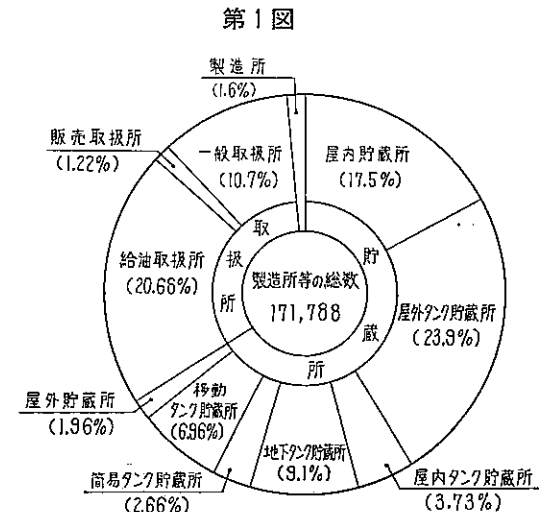 第1図
製造所
(1.6%)
販売取扱所
(1.22%)
一般取扱所
(10.7%)
屋内貯蔵所
(17.5%)
取扱所
貯蔵所
給油取扱所
(20.66%)
製造所等の総数
171,788
屋外タンク貯蔵所
(23.9%)
屋外貯蔵所
(1.96%)
移動
タンク貯蔵所
(6.96%)
簡易タンク貯蔵所
(2.66%)
地下タンク貯蔵所
(9.1%)
屋内タンク貯蔵所
(3.73%)